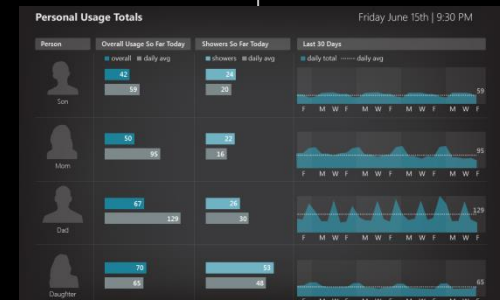 Personal Usage Totals
Friday June 15th | 9:30 PM
Person
Overall Usage So Far Today
Showers So Far Today
Last 30 Days
overall daily avg
showers daily avg
daily total daily avg
42
59
24
20
59
Son
F M W F M W F M W F M W F
50
95
22
16
95
Mom
F M W F M W F M W F M W F
67
129
26
30
129
Dad
F M W F M W F M W F M W F
70
65
53
48
65
Daughter
F M W F M W F M W F M W F